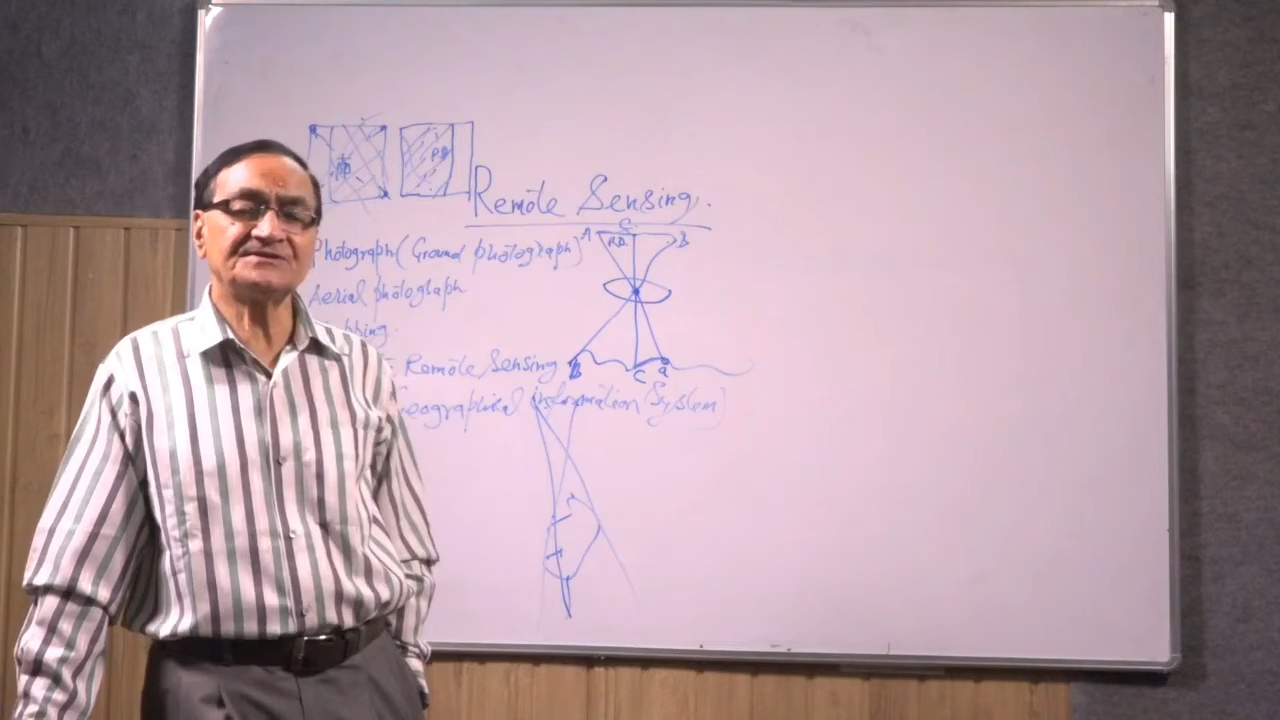 Remote Sensing.
Photograph (Ground photograph)
Aerial photograph.
Remote Sensing
Geographical Information System
A C B
B C a